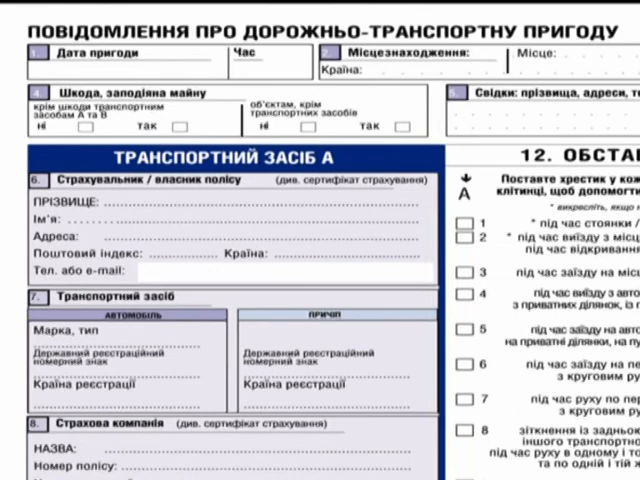 ПОВІДОМЛЕННЯ ПРО ДОРОЖНЬО-ТРАНСПОРТНУ ПРИГОДУ
1. Дата пригоди Час
2. Місцезнаходження: Місце:
Країна:
4. Шкода, заподіяна майну
крім шкоди транспортним засобам А та В
об'єктам, крім транспортних засобів
ні так ні так
5. Свідки: прізвища, адреси,
ТРАНСПОРТНИЙ ЗАСІБ А
6. Страхувальник / власник полісу (див. сертифікат страхування)
ПРІЗВИЩЕ:
Ім'я:
Адреса:
Поштовий індекс: Країна:
Тел. або e-mail:
7. Транспортний засіб
АВТОМОБІЛЬ ПРИЧІП
Марка, тип
Державний реєстраційний номерний знак
Державний реєстраційний номерний знак
Країна реєстрації Країна реєстрації
8. Страхова компанія (див. сертифікат страхування)
НАЗВА:
Номер полісу:
12. ОБСТА
Поставте хрестик у кож
клітинці, щоб допомогти
* викресліть, якщо н
А
1 * під час стоянки /
2 * під час виїзду з місц
під час відкривання
3 під час заїзду на місц
4 під час виїзду з авто
з приватних ділянок, із г
5 під час заїзду на авто
на приватні ділянки, на пу
6 під час заїзду на пе
з круговим ру
7 під час руху по пер
з круговим ру
8 зіткнення із задньою
іншого транспортно
під час руху в одному і то
та по одній і тій ж